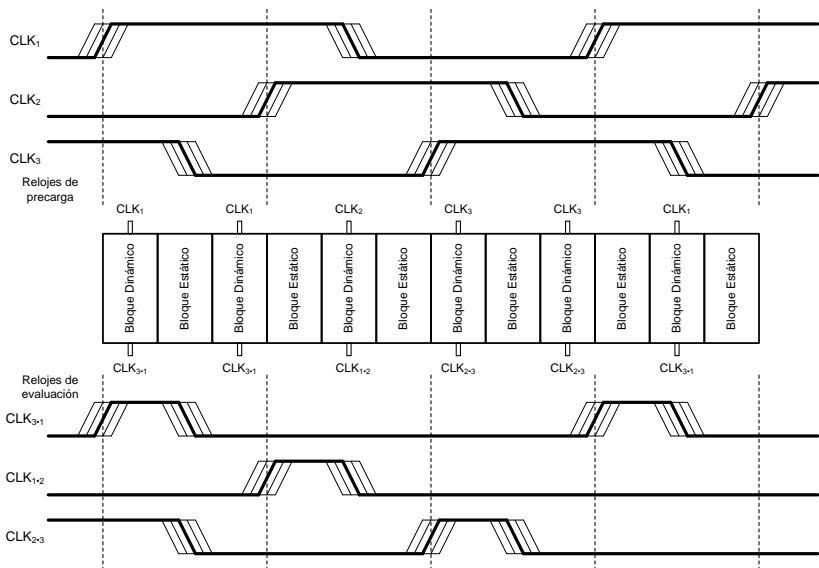 CLK1
CLK2
CLK3
Relojes de
precarga
CLK1
CLK1
CLK2
CLK3
CLK3
CLK1
Bloque Dinámico
Bloque Estático
Bloque Dinámico
Bloque Estático
Bloque Dinámico
Bloque Estático
Bloque Dinámico
Bloque Estático
Bloque Dinámico
Bloque Estático
Bloque Dinámico
Bloque Estático
CLK3•1
CLK3•1
CLK1•2
CLK2•3
CLK2•3
CLK3•1
Relojes de
evaluación
CLK3•1
CLK1•2
CLK2•3